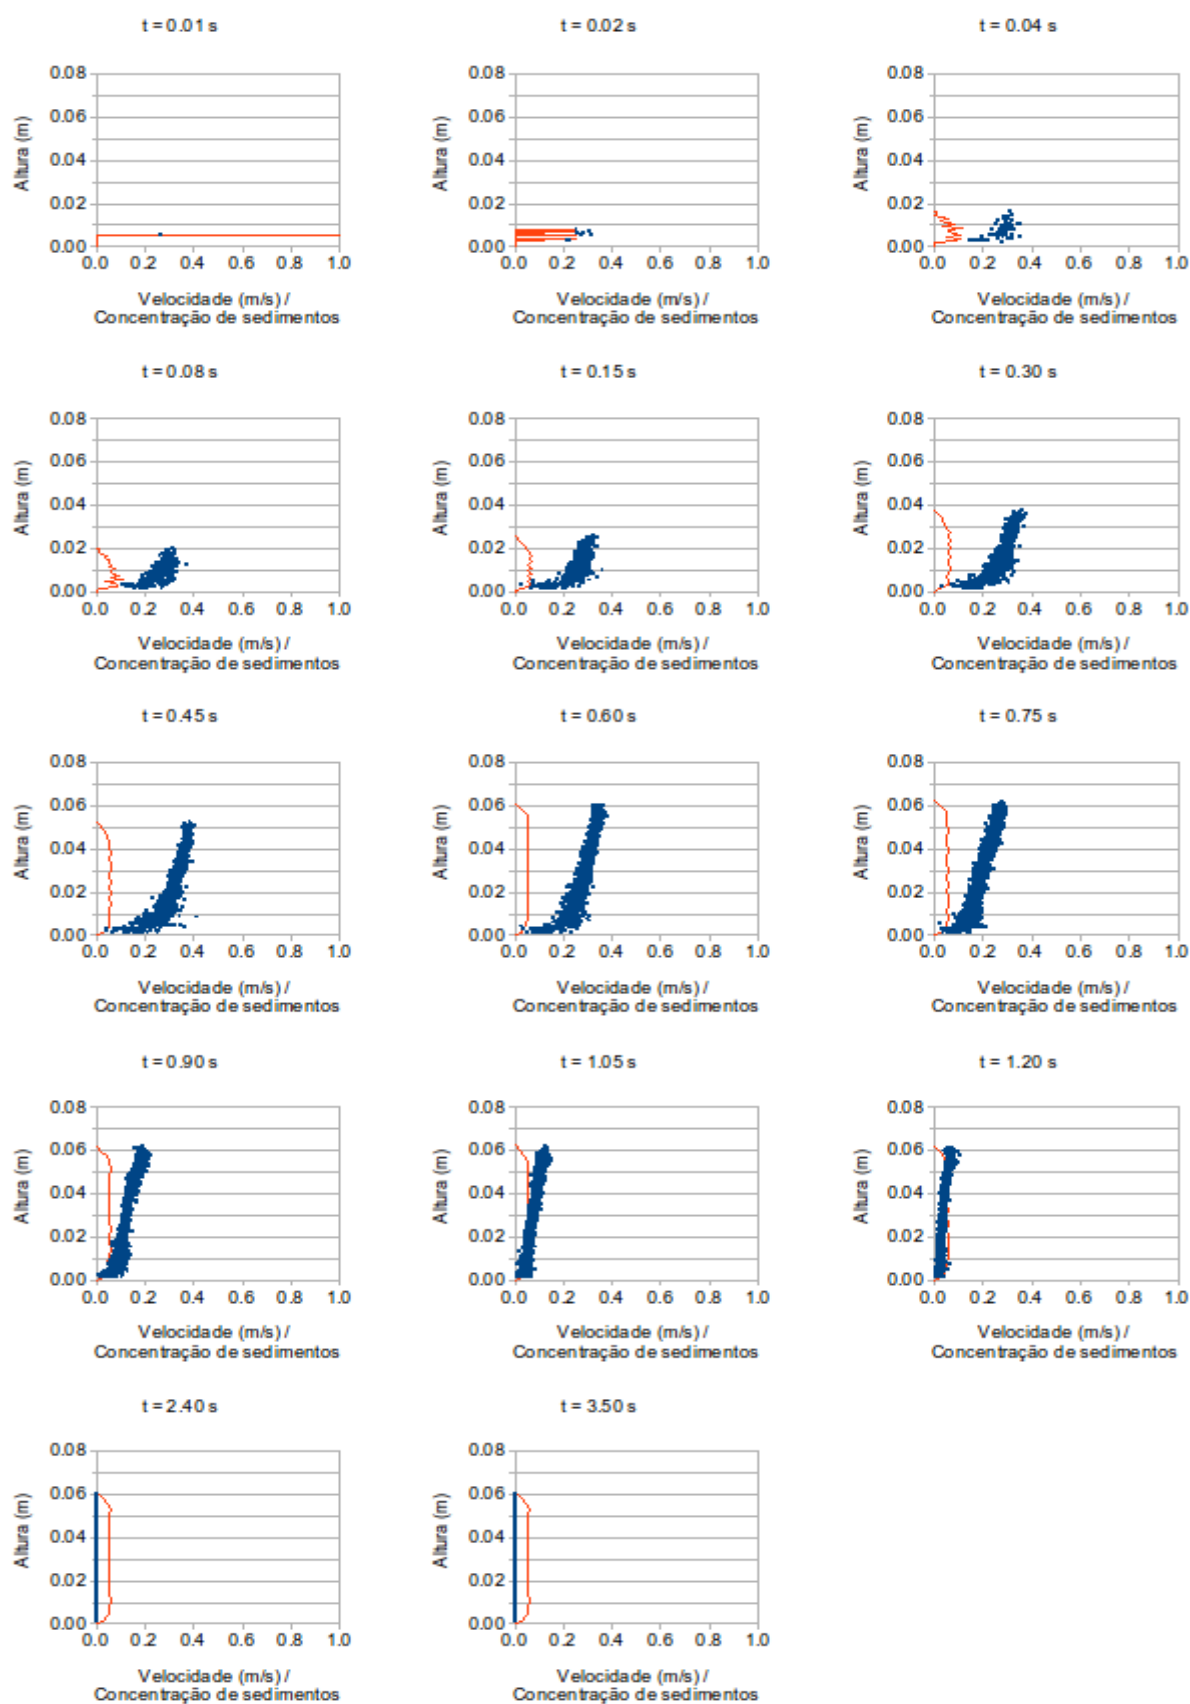 t = 0.01 s
t = 0.02 s
t = 0.04 s
Altura (m)
0.08
0.06
0.04
0.02
0.00
0.0 0.2 0.4 0.6 0.8 1.0
Velocidade (m/s) /
Concentração de sedimentos
Altura (m)
0.08
0.06
0.04
0.02
0.00
0.0 0.2 0.4 0.6 0.8 1.0
Velocidade (m/s) /
Concentração de sedimentos
Altura (m)
0.08
0.06
0.04
0.02
0.00
0.0 0.2 0.4 0.6 0.8 1.0
Velocidade (m/s) /
Concentração de sedimentos
t = 0.08 s
t = 0.15 s
t = 0.30 s
Altura (m)
0.08
0.06
0.04
0.02
0.00
0.0 0.2 0.4 0.6 0.8 1.0
Velocidade (m/s) /
Concentração de sedimentos
Altura (m)
0.08
0.06
0.04
0.02
0.00
0.0 0.2 0.4 0.6 0.8 1.0
Velocidade (m/s) /
Concentração de sedimentos
Altura (m)
0.08
0.06
0.04
0.02
0.00
0.0 0.2 0.4 0.6 0.8 1.0
Velocidade (m/s) /
Concentração de sedimentos
t = 0.45 s
t = 0.60 s
t = 0.75 s
Altura (m)
0.08
0.06
0.04
0.02
0.00
0.0 0.2 0.4 0.6 0.8 1.0
Velocidade (m/s) /
Concentração de sedimentos
Altura (m)
0.08
0.06
0.04
0.02
0.00
0.0 0.2 0.4 0.6 0.8 1.0
Velocidade (m/s) /
Concentração de sedimentos
Altura (m)
0.08
0.06
0.04
0.02
0.00
0.0 0.2 0.4 0.6 0.8 1.0
Velocidade (m/s) /
Concentração de sedimentos
t = 0.90 s
t = 1.05 s
t = 1.20 s
Altura (m)
0.08
0.06
0.04
0.02
0.00
0.0 0.2 0.4 0.6 0.8 1.0
Velocidade (m/s) /
Concentração de sedimentos
Altura (m)
0.08
0.06
0.04
0.02
0.00
0.0 0.2 0.4 0.6 0.8 1.0
Velocidade (m/s) /
Concentração de sedimentos
Altura (m)
0.08
0.06
0.04
0.02
0.00
0.0 0.2 0.4 0.6 0.8 1.0
Velocidade (m/s) /
Concentração de sedimentos
t = 2.40 s
t = 3.50 s
Altura (m)
0.08
0.06
0.04
0.02
0.00
0.0 0.2 0.4 0.6 0.8 1.0
Velocidade (m/s) /
Concentração de sedimentos
Altura (m)
0.08
0.06
0.04
0.02
0.00
0.0 0.2 0.4 0.6 0.8 1.0
Velocidade (m/s) /
Concentração de sedimentos